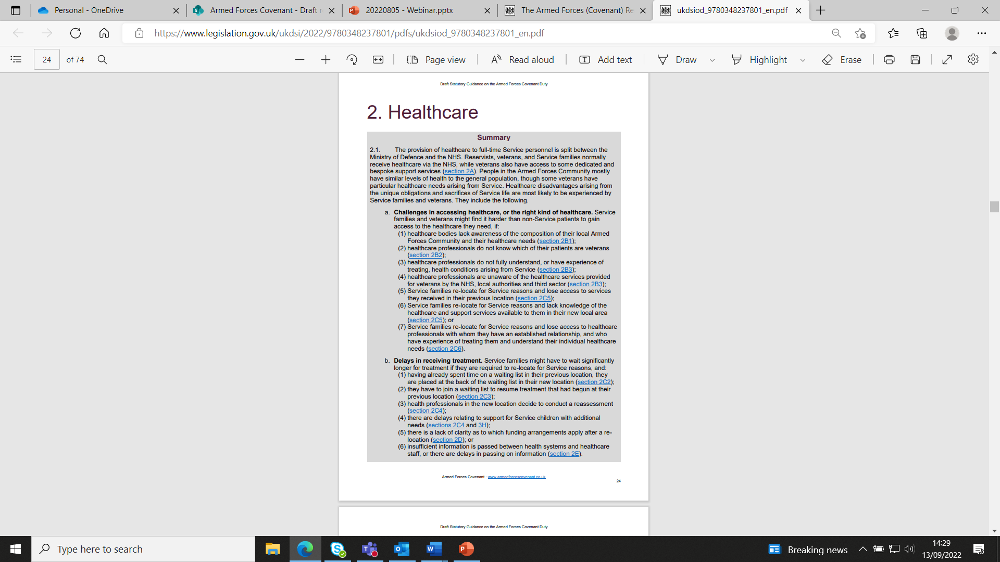 Personal - OneDrive
Armed Forces Covenant - Draft r
20220805 - Webinar.pptx
The Armed Forces (Covenant) Re
ukdsiod_9780348237801_en.pdf
https://www.legislation.gov.uk/ukdsi/2022/9780348237801/pdfs/ukdsiod_9780348237801_en.pdf
24 of 74
Page view
Read aloud
Add text
Draw
Highlight
Erase
Draft Statutory Guidance on the Armed Forces Covenant Duty
2. Healthcare
Summary
2.1. The provision of healthcare to full-time Service personnel is split between the
Ministry of Defence and the NHS. Reservists, veterans, and Service families normally
receive healthcare via the NHS, while veterans also have access to some dedicated and
bespoke support services (section 2A). People in the Armed Forces Community mostly
have similar levels of health to the general population, though some veterans have
particular healthcare needs arising from Service. Healthcare disadvantages arising from
the unique obligations and sacrifices of Service life are most likely to be experienced by
Service families and veterans. They include the following.
a. Challenges in accessing healthcare, or the right kind of healthcare. Service
families and veterans might find it harder than non-Service patients to gain
access to the healthcare they need, if:
(1) healthcare bodies lack awareness of the composition of their local Armed
Forces Community and their healthcare needs (section 2B1);
(2) healthcare professionals do not know which of their patients are veterans
(section 2B2);
(3) healthcare professionals do not fully understand, or have experience of
treating, health conditions arising from Service (section 2B3);
(4) healthcare professionals are unaware of the healthcare services provided
for veterans by the NHS, local authorities and third sector (section 2B3);
(5) Service families re-locate for Service reasons and lose access to services
they received in their previous location (section 2C5);
(6) Service families re-locate for Service reasons and lack knowledge of the
healthcare and support services available to them in their new local area
(section 2C5); or
(7) Service families re-locate for Service reasons and lose access to healthcare
professionals with whom they have an established relationship, and who
have experience of treating them and understand their individual healthcare
needs (section 2C6).
b. Delays in receiving treatment. Service families might have to wait significantly
longer for treatment if they are required to re-locate for Service reasons, and:
(1) having already spent time on a waiting list in their previous location, they
are placed at the back of the waiting list in their new location (section 2C2);
(2) they have to join a waiting list to resume treatment that had begun at their
previous location (section 2C3);
(3) health professionals in the new location decide to conduct a reassessment
(section 2C4);
(4) there are delays relating to support for Service children with additional
needs (sections 2C4 and 3H);
(5) there is a lack of clarity as to which funding arrangements apply after a re-
location (section 2D); or
(6) insufficient information is passed between health systems and healthcare
staff, or there are delays in passing on information (section 2E).
Armed Forces Covenant · www.armedforcescovenant.co.uk
24
Draft Statutory Guidance on the Armed Forces Covenant Duty
Type here to search
Breaking news
14:29
13/09/2022